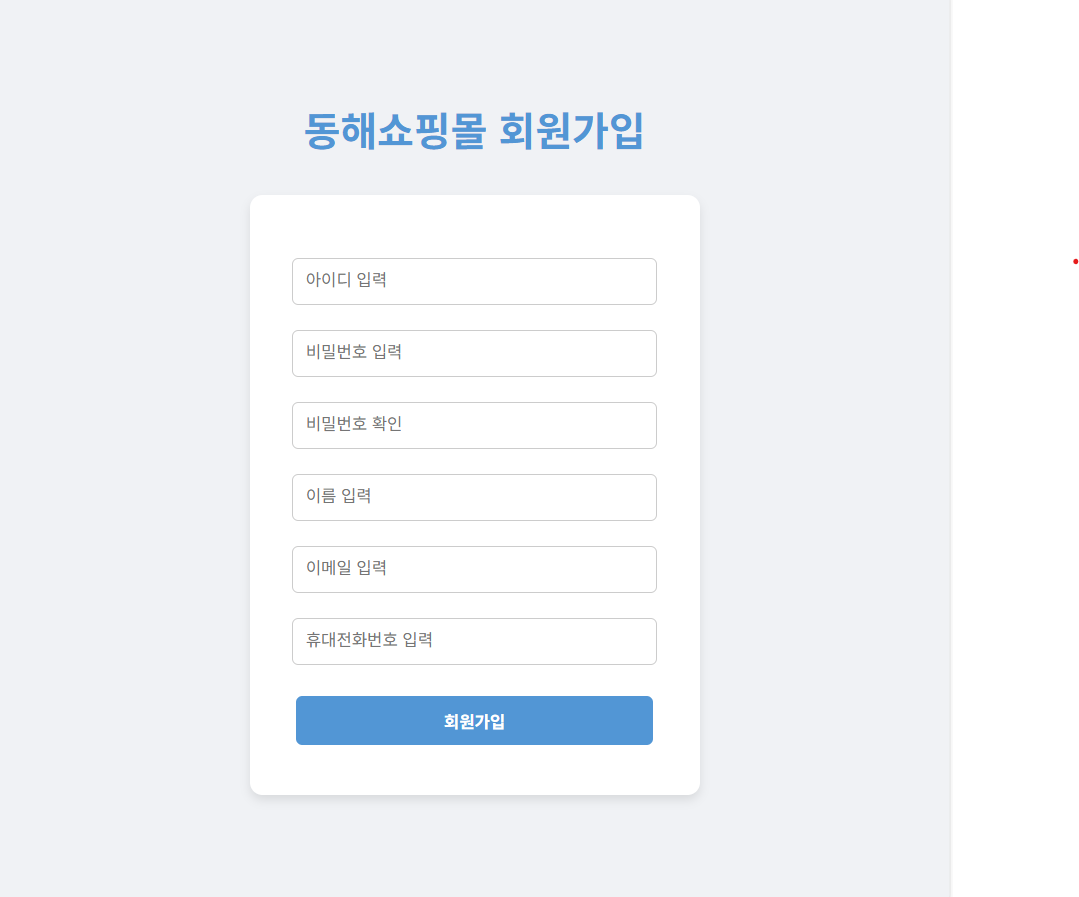 동해쇼핑몰 회원가입
아이디 입력
비밀번호 입력
비밀번호 확인
이름 입력
이메일 입력
휴대전화번호 입력
회원가입